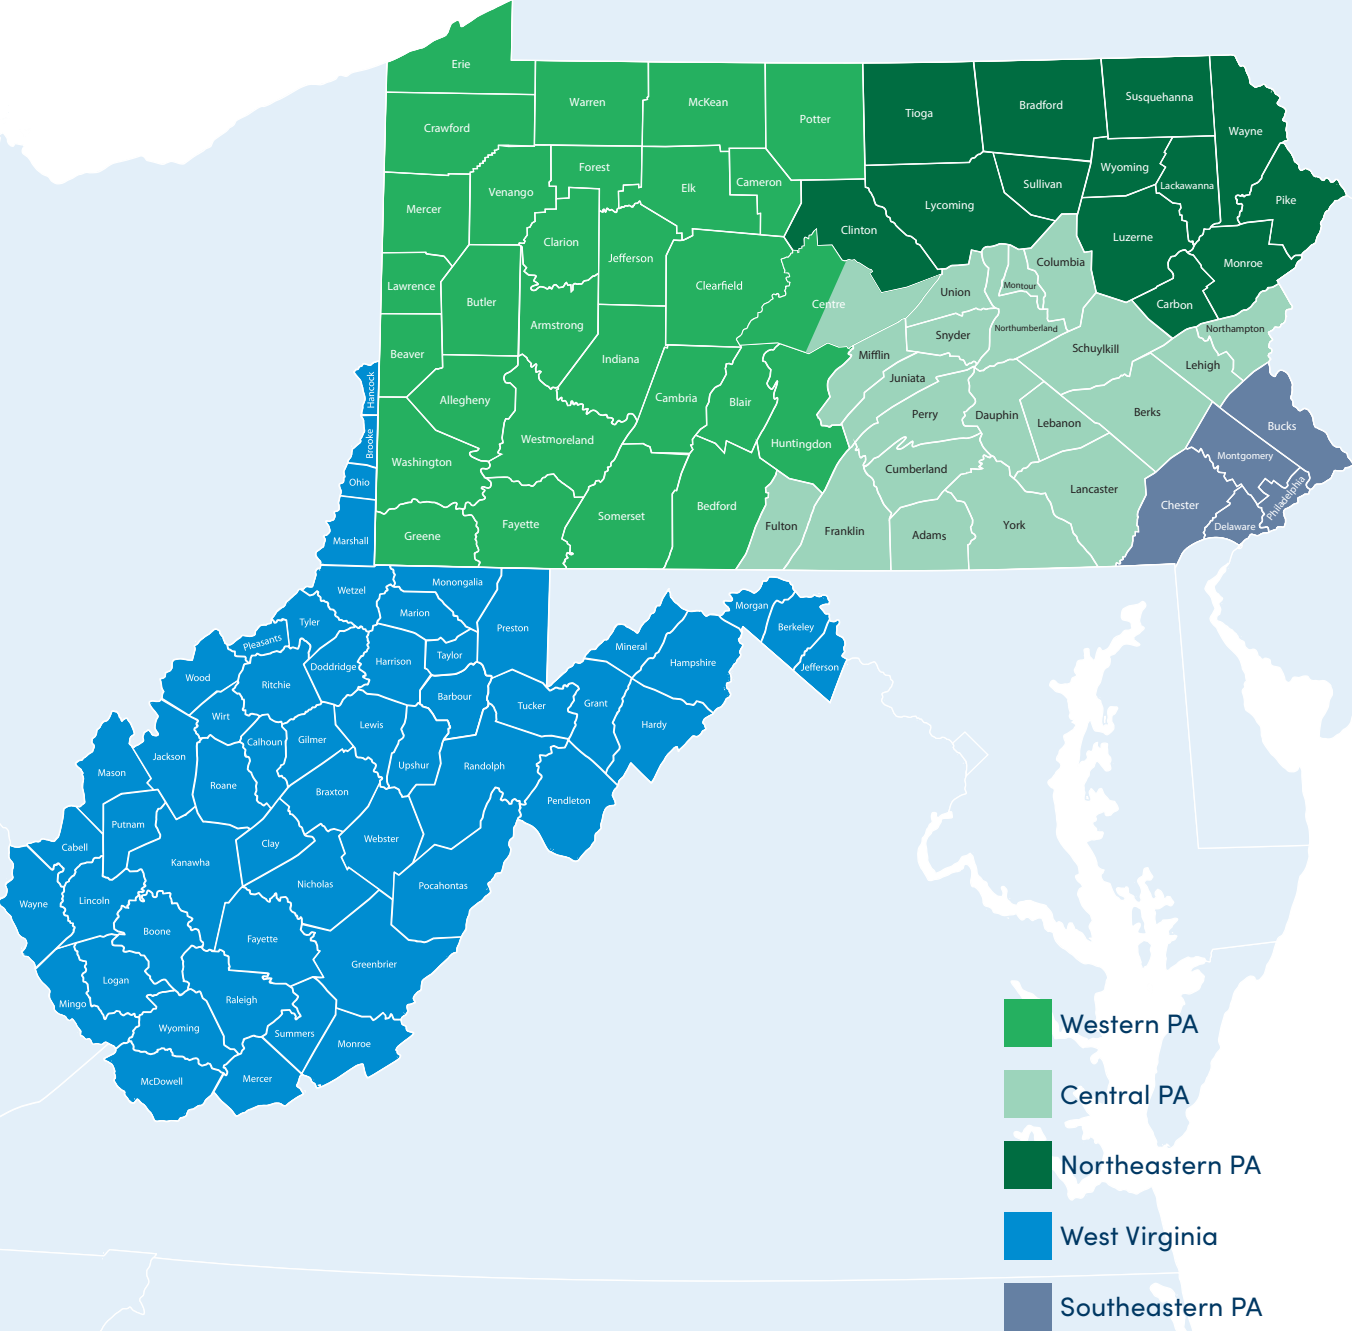 Erie
Warren
McKean
Potter
Tioga
Bradford
Susquehanna
Wayne
Crawford
Forest
Venango
Elk
Cameron
Wyoming
Lackawanna
Sullivan
Pike
Mercer
Clarion
Jefferson
Clinton
Lycoming
Luzerne
Monroe
Lawrence
Butler
Clearfield
Centre
Columbia
Montour
Union
Carbon
Armstrong
Northumberland
Northampton
Snyder
Schuylkill
Beaver
Indiana
Mifflin
Lehigh
Juniata
Hancock
Allegheny
Cambria
Blair
Perry
Dauphin
Lebanon
Berks
Bucks
Brooke
Westmoreland
Huntingdon
Montgomery
Washington
Cumberland
Lancaster
Philadelphia
Ohio
Chester
Bedford
Somerset
Fayette
Fulton
Franklin
Adams
York
Delaware
Greene
Marshall
Wetzel
Monongalia
Marion
Preston
Morgan
Berkeley
Tyler
Pleasants
Mineral
Hampshire
Jefferson
Doddridge
Harrison
Taylor
Wood
Ritchie
Barbour
Tucker
Grant
Wirt
Lewis
Hardy
Calhoun
Gilmer
Jackson
Upshur
Randolph
Mason
Roane
Braxton
Pendleton
Putnam
Cabell
Clay
Webster
Kanawha
Nicholas
Pocahontas
Wayne
Lincoln
Boone
Fayette
Greenbrier
Logan
Mingo
Raleigh
Wyoming
Summers
Monroe
McDowell
Mercer
Western PA
Central PA
Northeastern PA
West Virginia
Southeastern PA